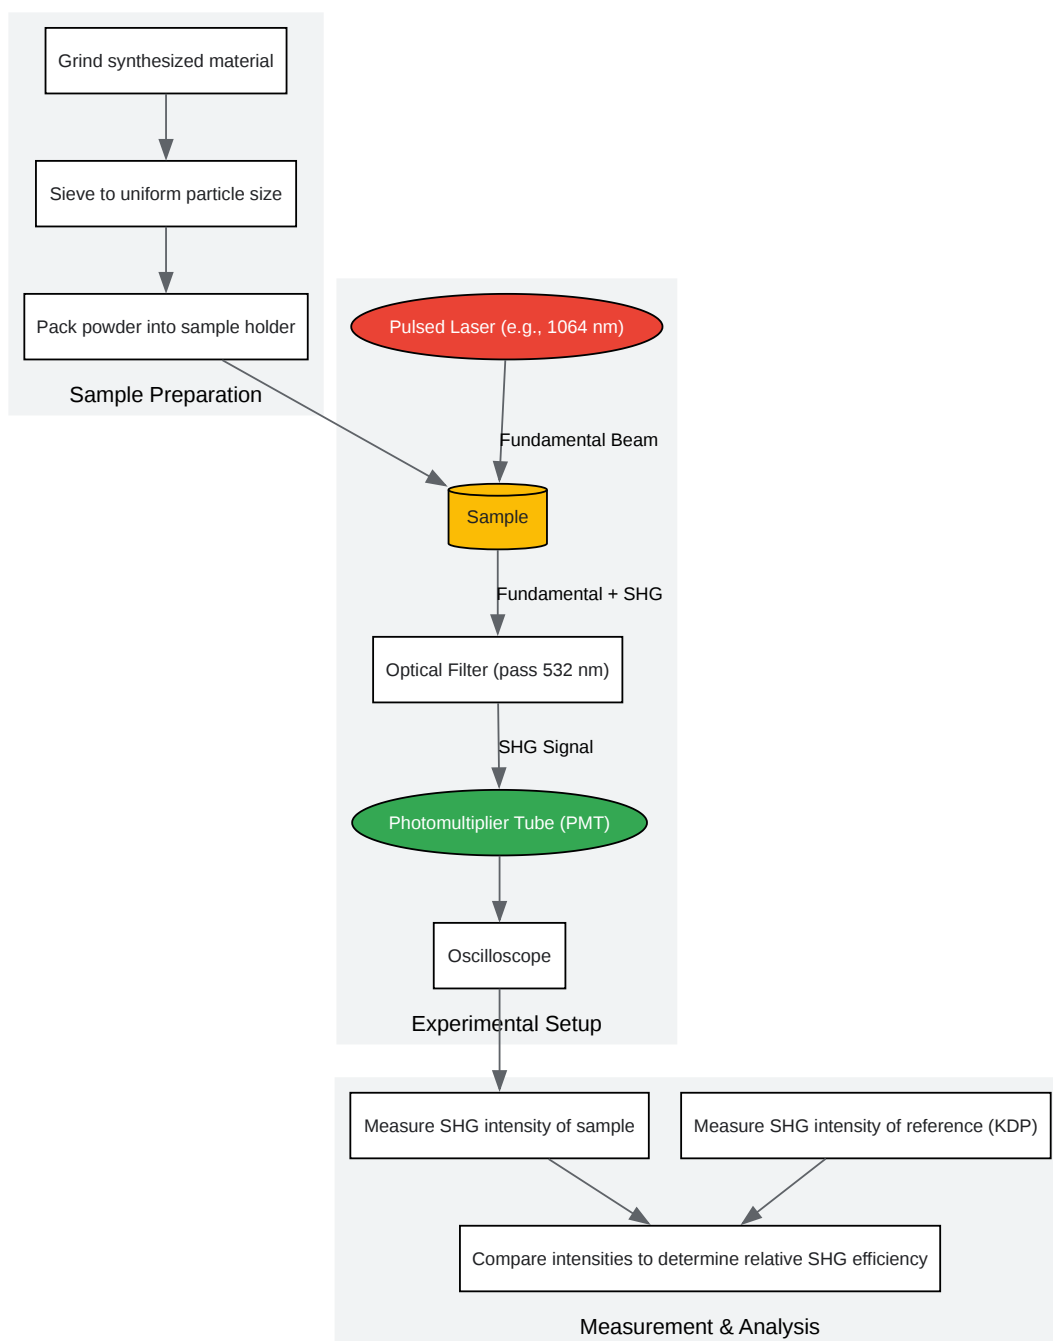 Grind synthesized material
Sieve to uniform particle size
Pack powder into sample holder
Sample Preparation
Pulsed Laser (e.g., 1064 nm)
Fundamental Beam
Sample
Fundamental + SHG
Optical Filter (pass 532 nm)
SHG Signal
Photomultiplier Tube (PMT)
Oscilloscope
Experimental Setup
Measure SHG intensity of sample
Measure SHG intensity of reference (KDP)
Compare intensities to determine relative SHG efficiency
Measurement & Analysis